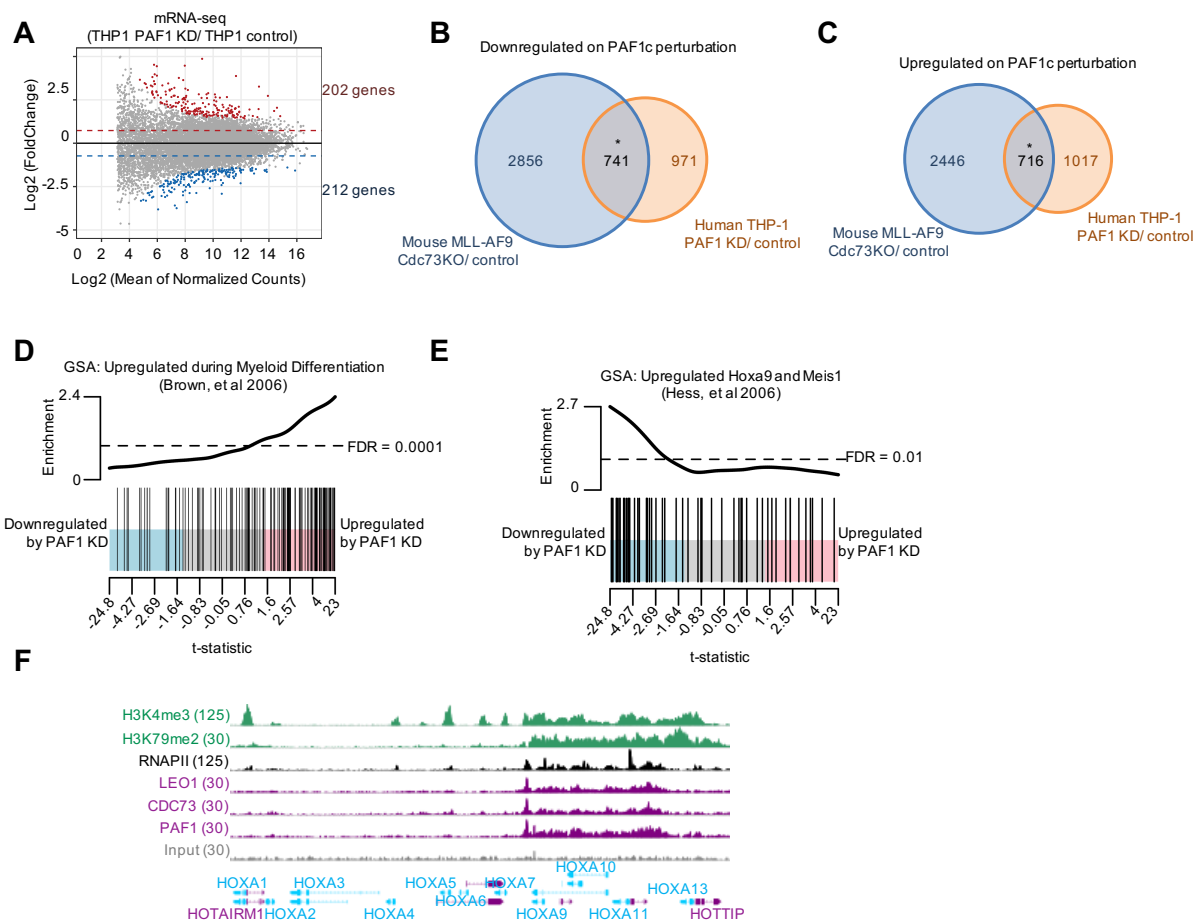 A
mRNA-seq
(THP1 PAF1 KD/ THP1 control)
2.5
0
-2.5
-5
Log2 (FoldChange)
202 genes
212 genes
0 2 4 6 8 10 12 14 16
Log2 (Mean of Normalized Counts)
B
Downregulated on PAF1c perturbation
2856
*
741
971
Mouse MLL-AF9
Cdc73KO/ control
Human THP-1
PAF1 KD/ control
C
Upregulated on PAF1c perturbation
2446
*
716
1017
Mouse MLL-AF9
Cdc73KO/ control
Human THP-1
PAF1 KD/ control
D
GSA: Upregulated during Myeloid Differentiation
(Brown, et al 2006)
2.4
0
Enrichment
FDR = 0.0001
Downregulated
by PAF1 KD
Upregulated
by PAF1 KD
-24.8 -4.27 -2.69 -1.64 -0.83 -0.05 0.76 1.6 2.57 4 23
t-statistic
E
GSA: Upregulated Hoxa9 and Meis1
(Hess, et al 2006)
2.7
0
Enrichment
FDR = 0.01
Downregulated
by PAF1 KD
Upregulated
by PAF1 KD
-24.8 -4.27 -2.69 -1.64 -0.83 -0.05 0.76 1.6 2.57 4 23
t-statistic
F
H3K4me3 (125)
H3K79me2 (30)
RNAPII (125)
LEO1 (30)
CDC73 (30)
PAF1 (30)
Input (30)
HOXA10
HOXA1 HOXA3 HOXA5 HOXA7 HOXA13
HOXA6
HOTAIRM1 HOXA2 HOXA4 HOXA9 HOXA11 HOTTIP